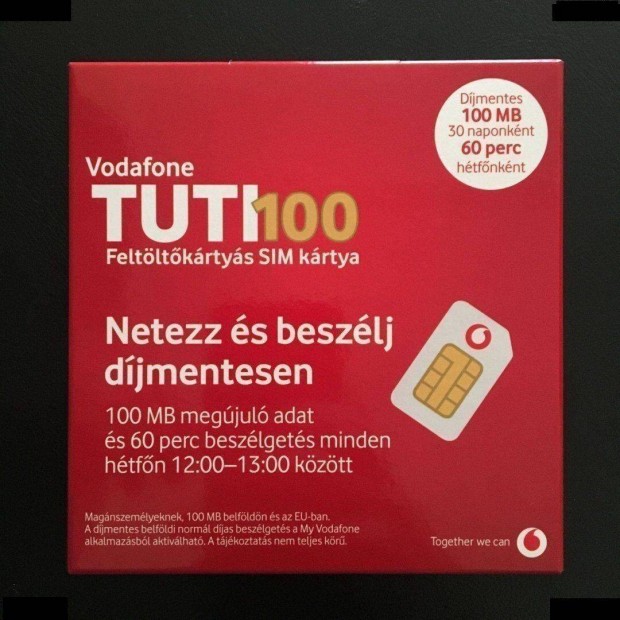 Díjmentes
100 MB
30 naponként
60 perc
hétfőnként
Vodafone
TUTI100
Feltöltőkártyás SIM kártya
Netezz és beszélj
díjmentesen
100 MB megújuló adat
és 60 perc beszélgetés minden
hétfőn 12:00–13:00 között
Magánszemélyeknek, 100 MB belföldön és az EU-ban.
A díjmentes belföldi normál díjas beszélgetés a My Vodafone
alkalmazásból aktiválható. A tájékoztatás nem teljes körű.
Together we can